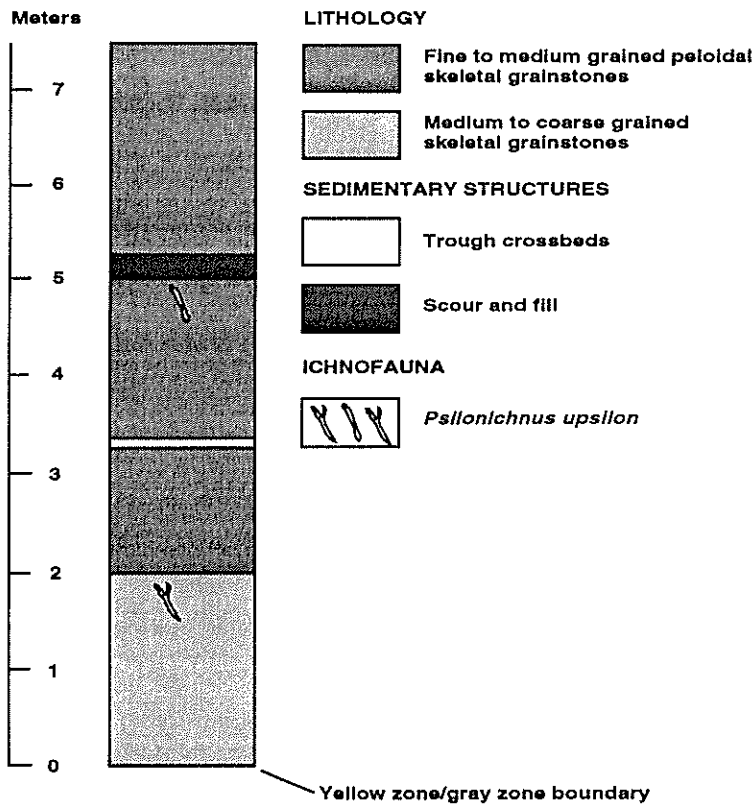 Meters
7
6
5
4
3
2
1
0
LITHOLOGY
Fine to medium grained peloidal
skeletal grainstones
Medium to coarse grained
skeletal grainstones
SEDIMENTARY STRUCTURES
Trough crossbeds
Scour and fill
ICHNOFAUNA
Psilonichnus upsilon
Yellow zone/gray zone boundary